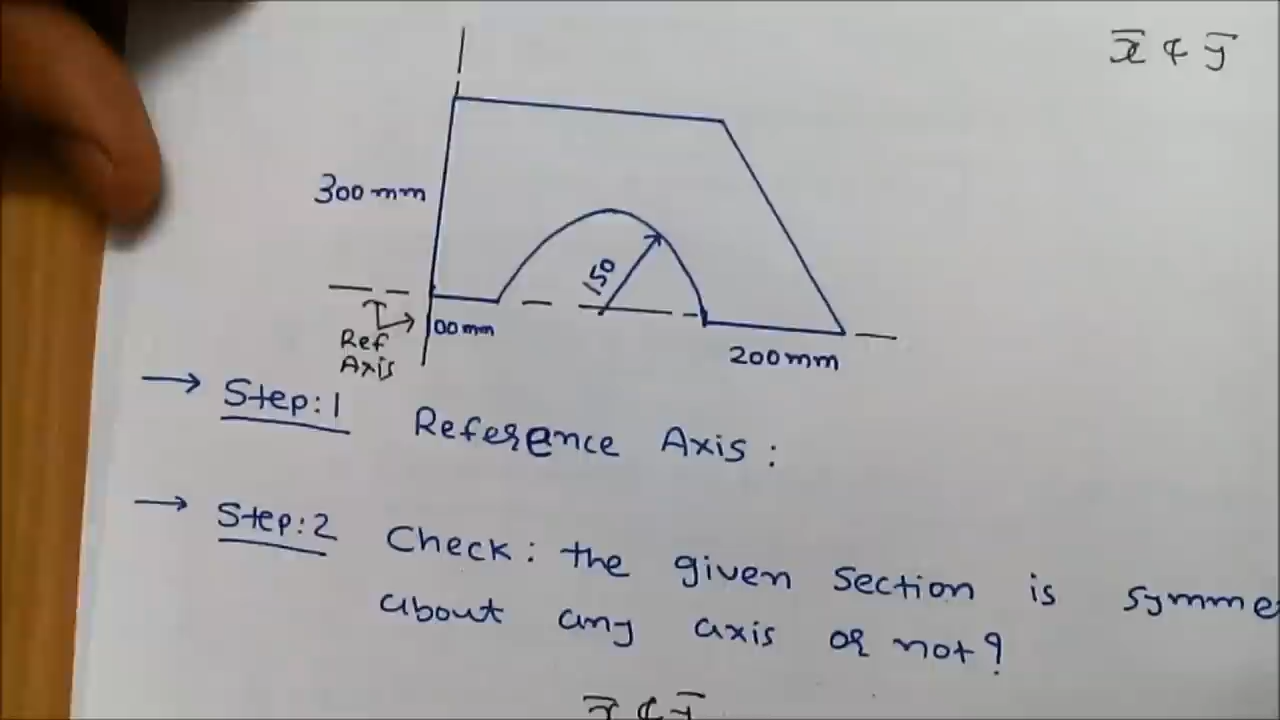 x̄ & ȳ
300 mm
150
00 mm
Ref
Axis
200 mm
→ Step:1 Reference Axis:
→ Step:2 Check: the given section is symme
about any axis or not?
x̄ & ȳ